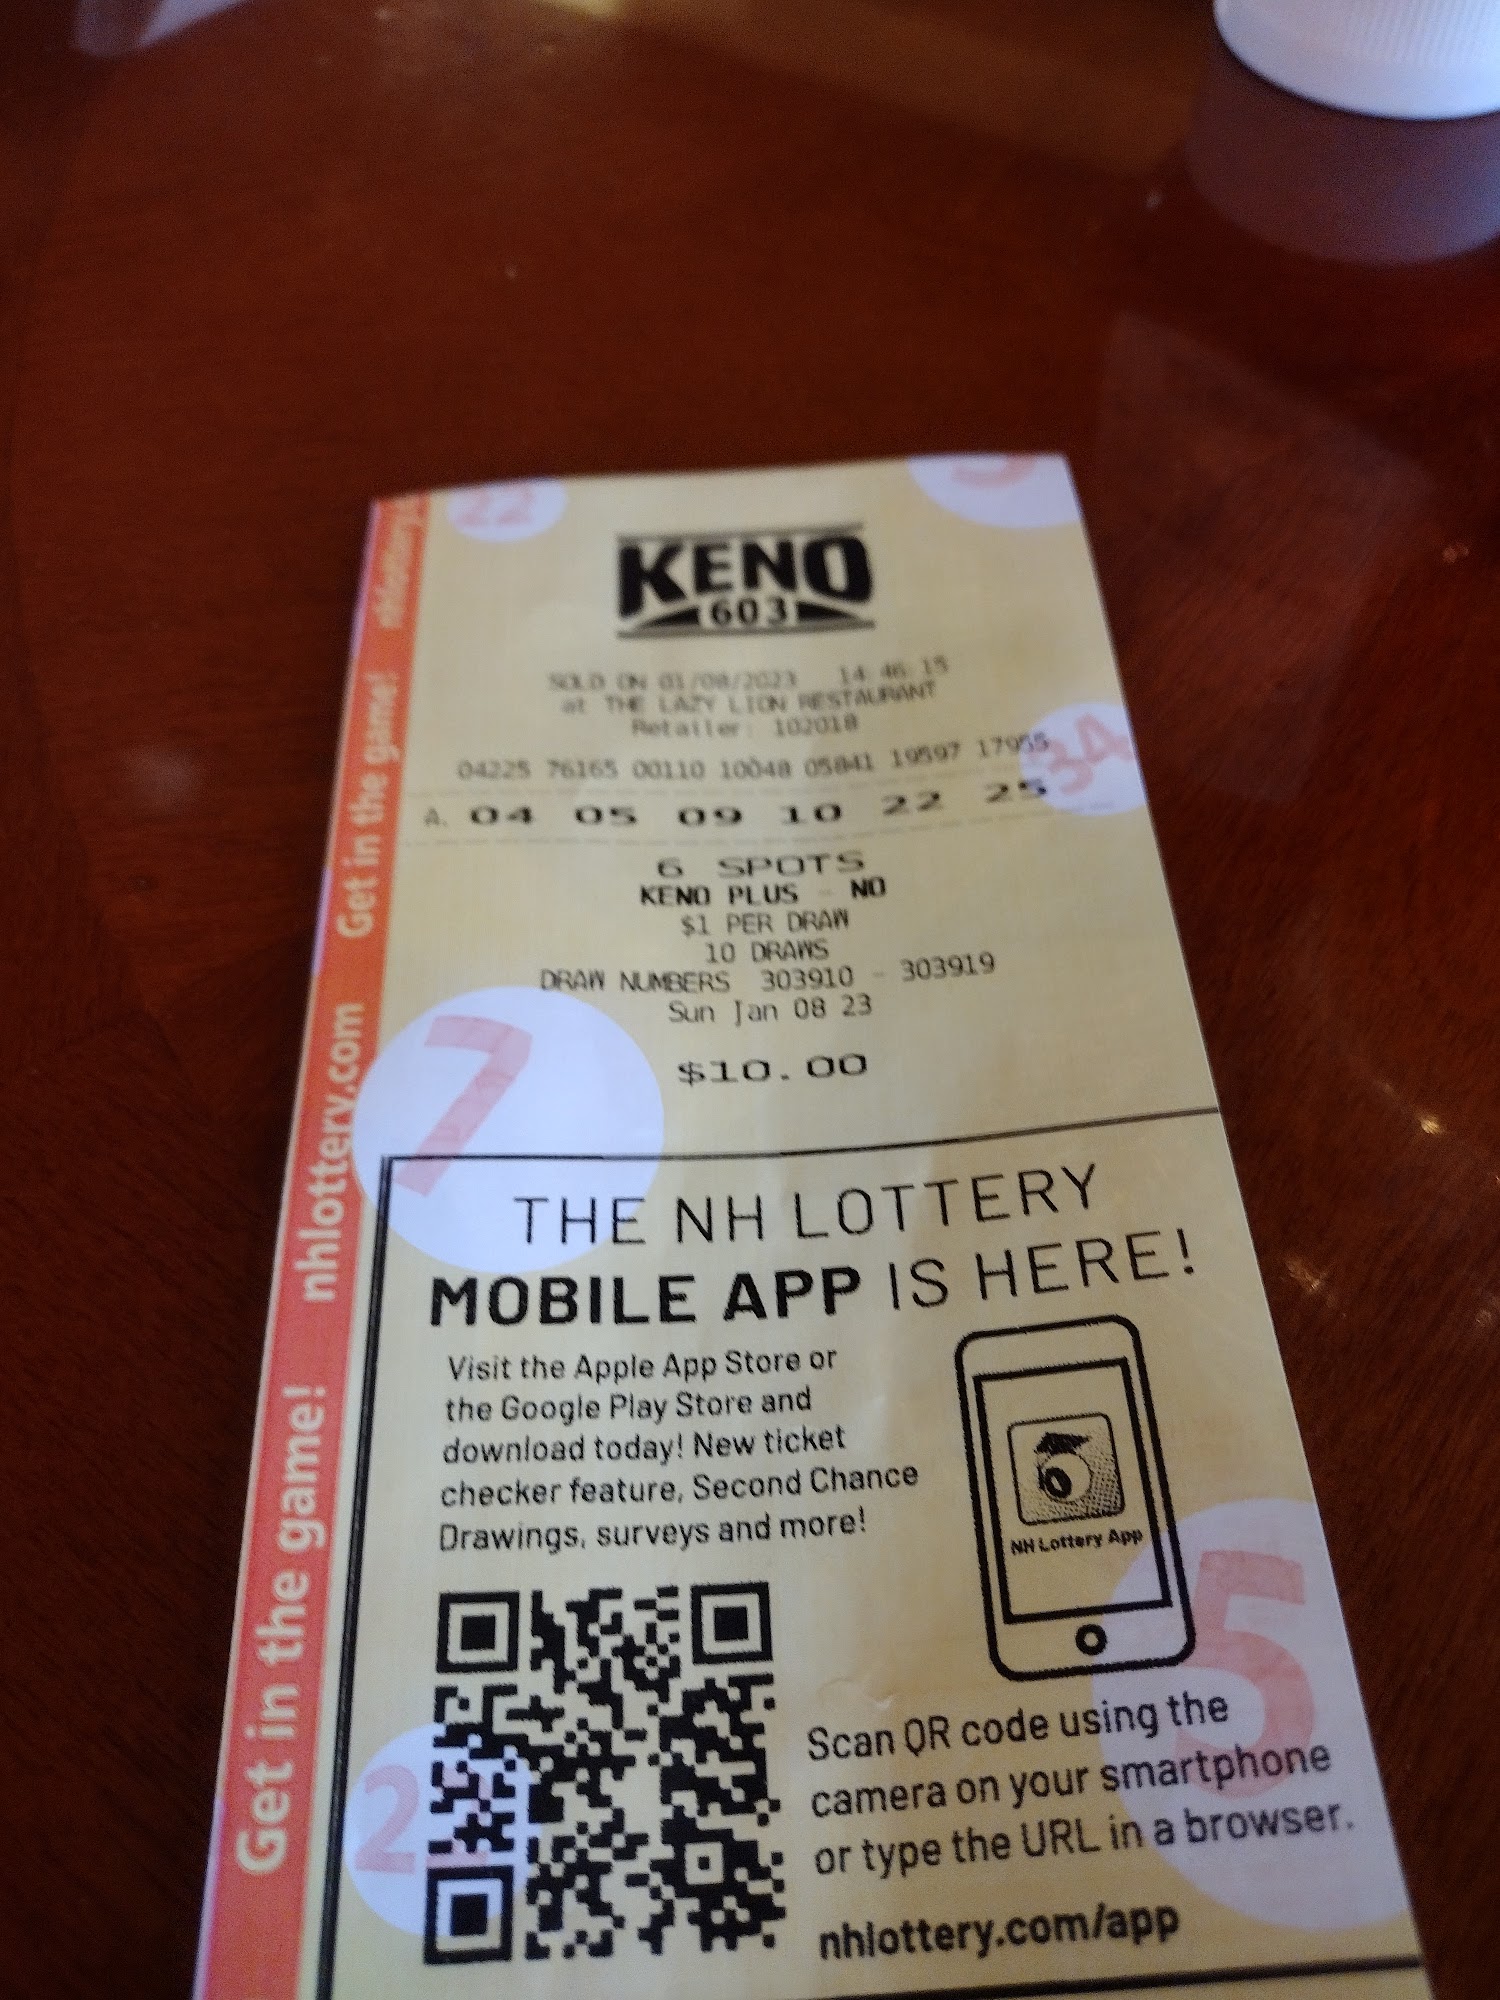 22
5
KENO
603
SOLD ON 01/08/2023 14:46:15
at THE LAZY LION RESTAURANT
Retailer: 102018
34
04225 76165 00110 10048 05841 19597 17955
A. 04 05 09 10 22 25
6 SPOTS
KENO PLUS - NO
$1 PER DRAW
10 DRAWS
DRAW NUMBERS 303910 - 303919
Sun Jan 08 23
$10.00
7
THE NH LOTTERY
MOBILE APP IS HERE!
Visit the Apple App Store or
the Google Play Store and
download today! New ticket
checker feature, Second Chance
Drawings, surveys and more!
NH Lottery App
5
Scan QR code using the
camera on your smartphone
or type the URL in a browser.
nhlottery.com/app
Get in the game! nhlottery.com Get in the game!